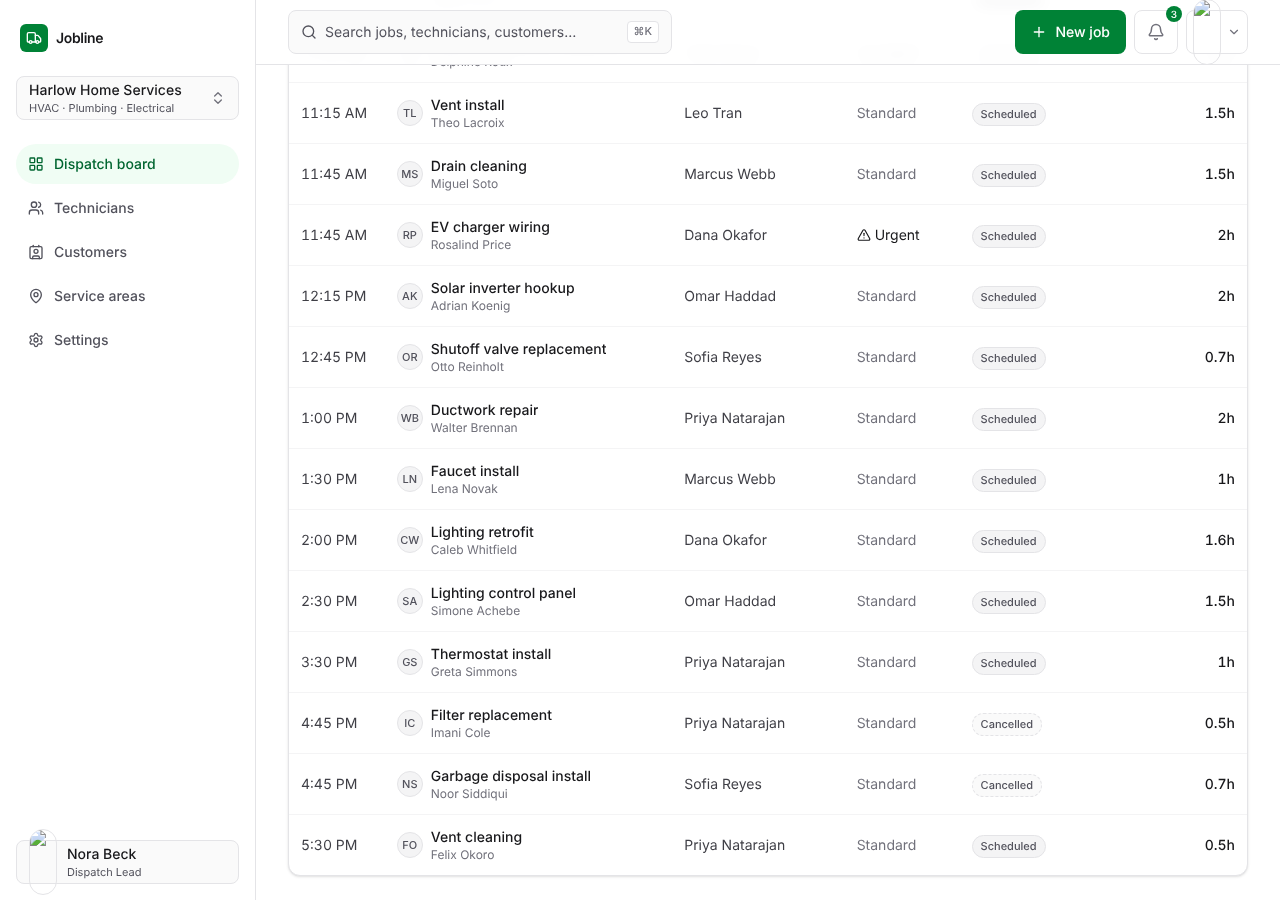 Jobline
Search jobs, technicians, customers...
⌘K
New job
3
Harlow Home Services
HVAC · Plumbing · Electrical
Dispatch board
Technicians
Customers
Service areas
Settings
Nora Beck
Dispatch Lead
11:15 AM TL Vent install Leo Tran Standard Scheduled 1.5h
Theo Lacroix
11:45 AM MS Drain cleaning Marcus Webb Standard Scheduled 1.5h
Miguel Soto
11:45 AM RP EV charger wiring Dana Okafor Urgent Scheduled 2h
Rosalind Price
12:15 PM AK Solar inverter hookup Omar Haddad Standard Scheduled 2h
Adrian Koenig
12:45 PM OR Shutoff valve replacement Sofia Reyes Standard Scheduled 0.7h
Otto Reinholt
1:00 PM WB Ductwork repair Priya Natarajan Standard Scheduled 2h
Walter Brennan
1:30 PM LN Faucet install Marcus Webb Standard Scheduled 1h
Lena Novak
2:00 PM CW Lighting retrofit Dana Okafor Standard Scheduled 1.6h
Caleb Whitfield
2:30 PM SA Lighting control panel Omar Haddad Standard Scheduled 1.5h
Simone Achebe
3:30 PM GS Thermostat install Priya Natarajan Standard Scheduled 1h
Greta Simmons
4:45 PM IC Filter replacement Priya Natarajan Standard Cancelled 0.5h
Imani Cole
4:45 PM NS Garbage disposal install Sofia Reyes Standard Cancelled 0.7h
Noor Siddiqui
5:30 PM FO Vent cleaning Priya Natarajan Standard Scheduled 0.5h
Felix Okoro